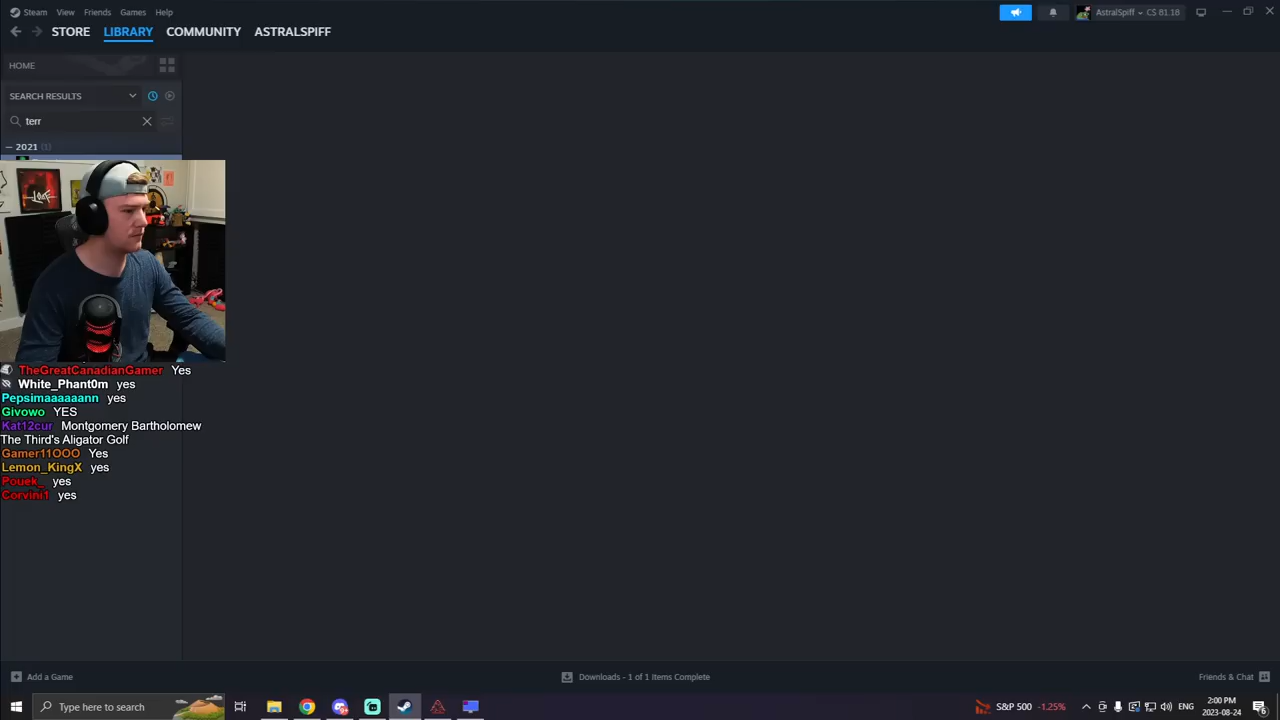 Steam View Friends Games Help
AstralSpiff
C$ 81.18
STORE LIBRARY COMMUNITY ASTRALSPIFF
HOME
SEARCH RESULTS
terr
2021 (1)
TheGreatCanadianGamer Yes
White_Phant0m yes
Pepsimaaaaaann yes
Givowo YES
Kat12cur Montgomery Bartholomew
The Third's Aligator Golf
Gamer11OOO Yes
Lemon_KingX yes
Pouek_ yes
Corvini1 yes
Add a Game
Downloads - 1 of 1 Items Complete
Friends & Chat
Type here to search
S&P 500 -1.25%
ENG
2:00 PM
2023-08-24
6